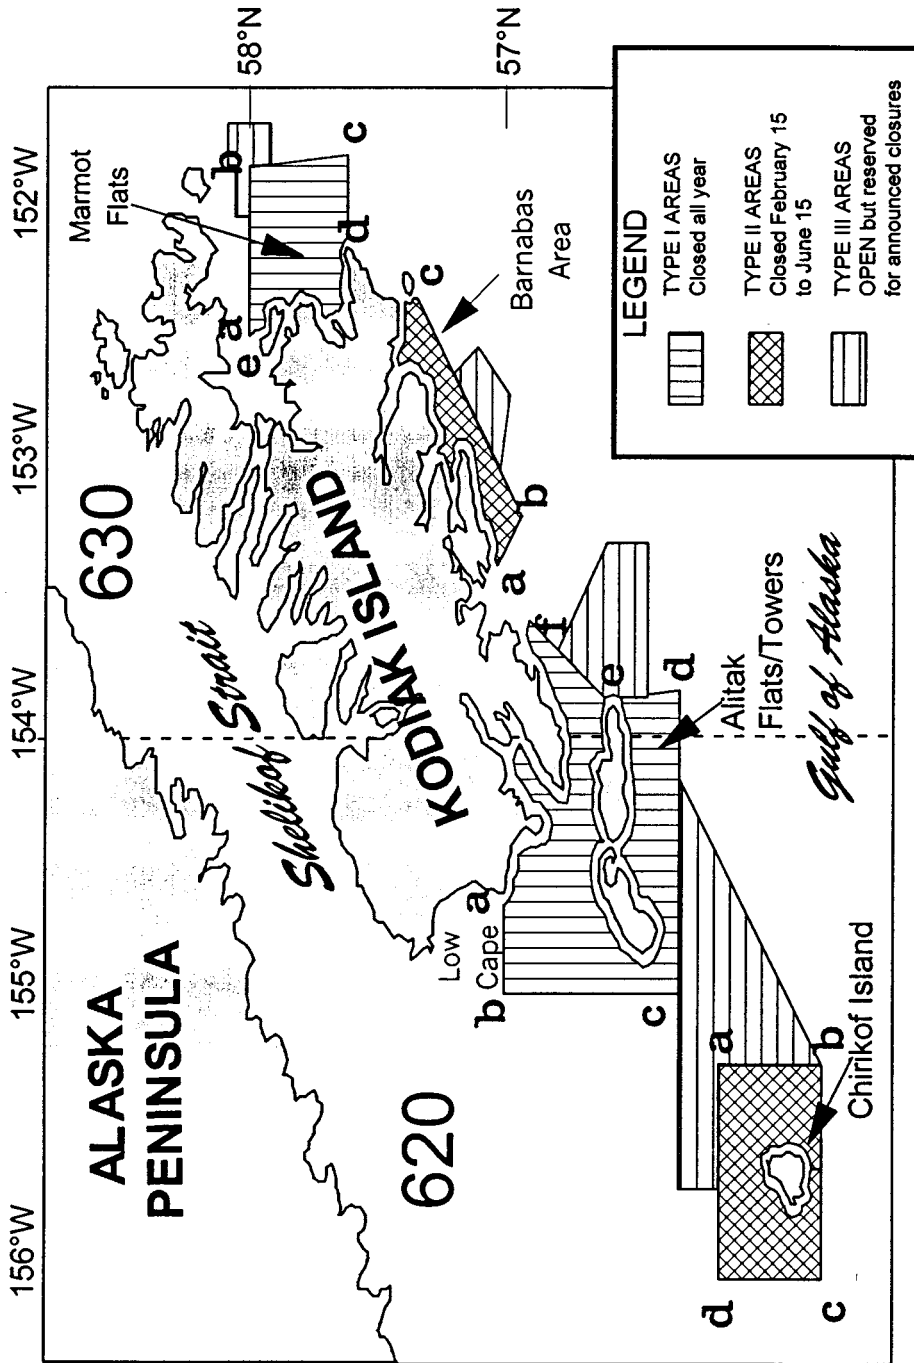 156°W
155°W
154°W
153°W
152°W
58°N
57°N
ALASKA
PENINSULA
630
620
Shelikof Strait
KODIAK ISLAND
Marmot
Flats
a
b
c
d
e
Barnabas
Area
a
b
c
Low
Cape
a
b
c
d
e
f
Alitak
Flats/Towers
Gulf of Alaska
a
b
c
d
Chirikof Island
LEGEND
TYPE I AREAS
Closed all year
TYPE II AREAS
Closed February 15
to June 15
TYPE III AREAS
OPEN but reserved
for announced closures